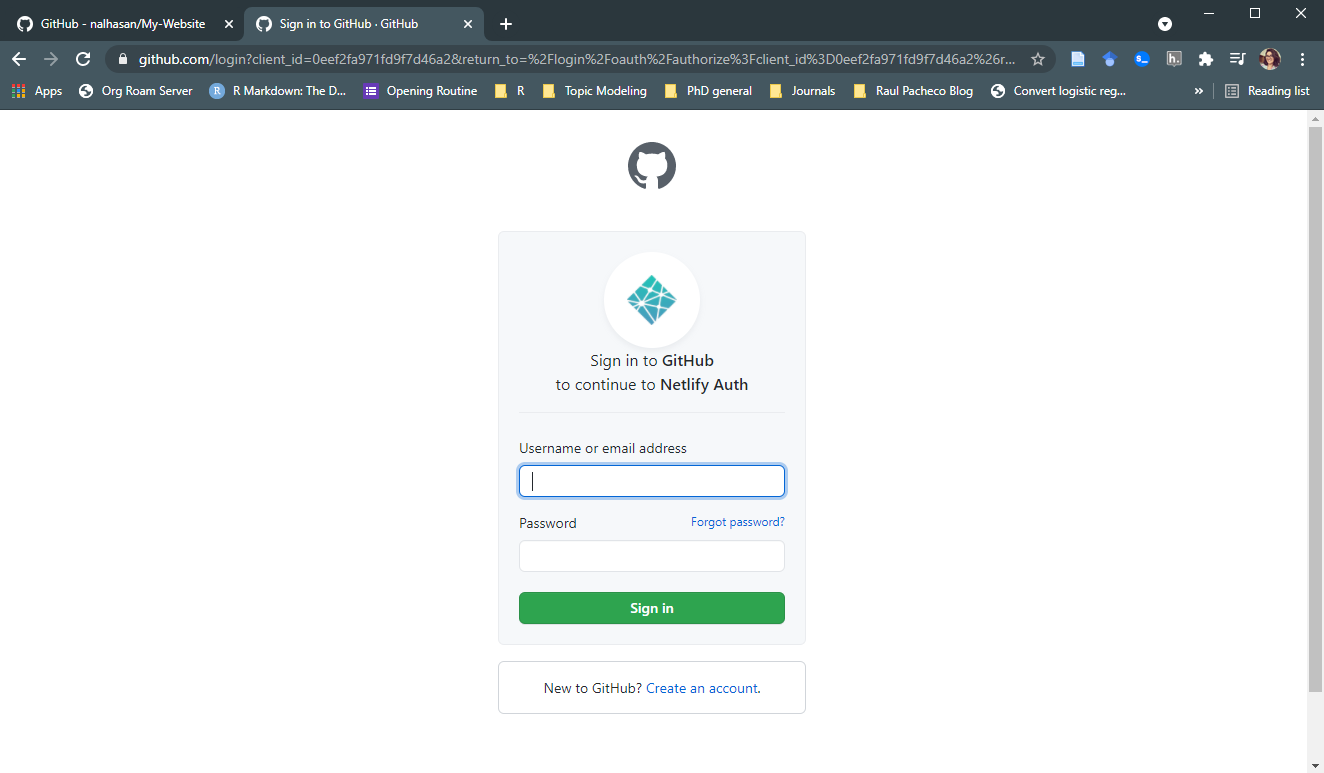 GitHub - nalhasan/My-Website
Sign in to GitHub · GitHub
github.com/login?client_id=0eef2fa971fd9f7d46a2&return_to=%2Flogin%2Foauth%2Fauthorize%3Fclient_id%3D0eef2fa971fd9f7d46a2%26r...
Apps
Org Roam Server
R Markdown: The D...
Opening Routine
R
Topic Modeling
PhD general
Journals
Raul Pacheco Blog
Convert logistic reg...
»
Reading list
Sign in to GitHub
to continue to Netlify Auth
Username or email address
Password
Forgot password?
Sign in
New to GitHub? Create an account.